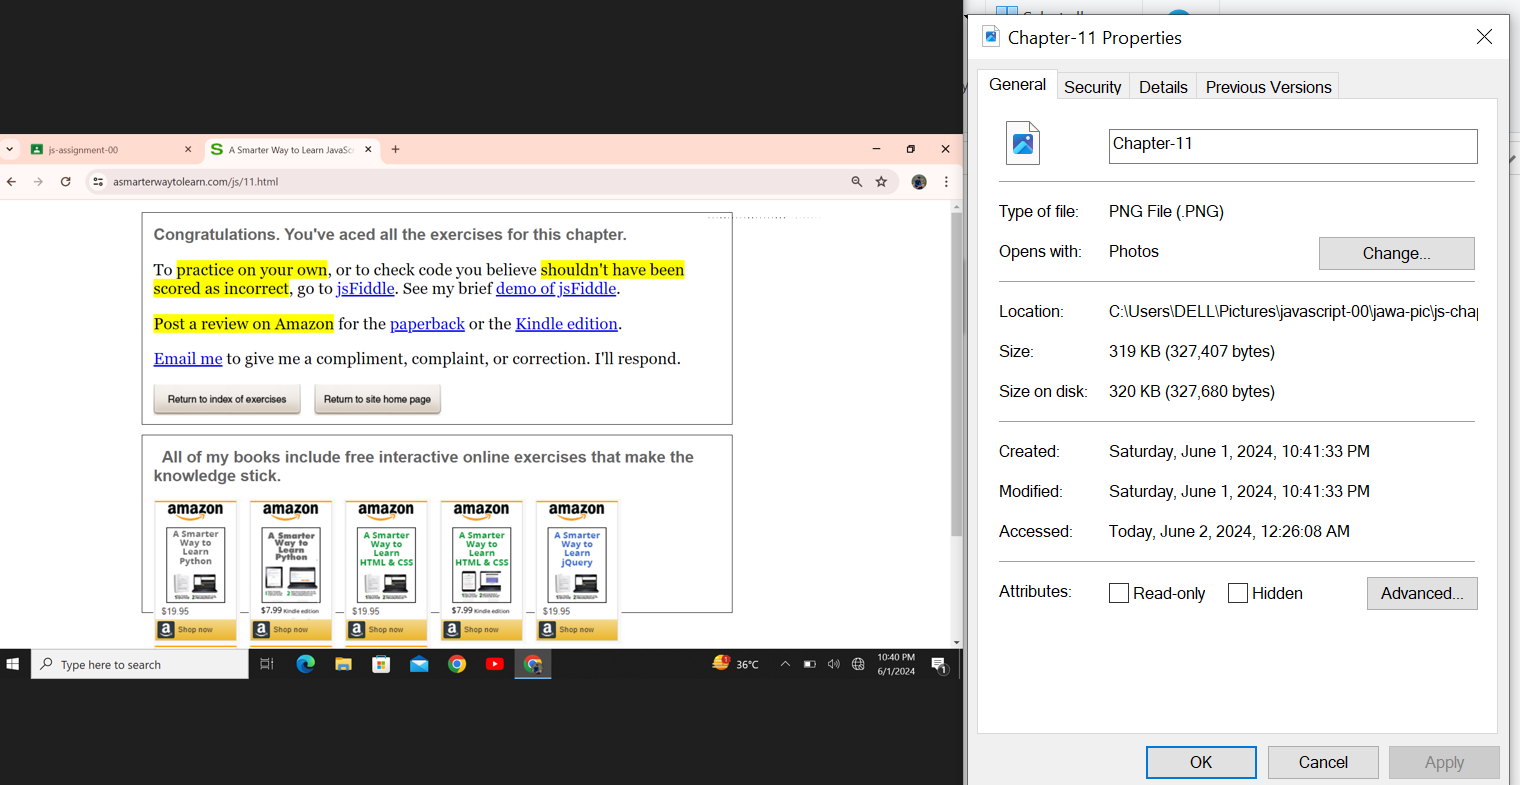 js-assignment-00
A Smarter Way to Learn JavaScr
asmarterwaytolearn.com/js/11.html
Congratulations. You've aced all the exercises for this chapter.
To practice on your own, or to check code you believe shouldn't have been
scored as incorrect, go to jsFiddle. See my brief demo of jsFiddle.
Post a review on Amazon for the paperback or the Kindle edition.
Email me to give me a compliment, complaint, or correction. I'll respond.
Return to index of exercises
Return to site home page
All of my books include free interactive online exercises that make the
knowledge stick.
amazon
A Smarter
Way to
Learn
Python
$19.95
Shop now
amazon
A Smarter
Way to
Learn
Python
$7.99 Kindle edition
Shop now
amazon
A Smarter
Way to
Learn
HTML & CSS
$19.95
Shop now
amazon
A Smarter
Way to
Learn
HTML & CSS
$7.99 Kindle edition
Shop now
amazon
A Smarter
Way to
Learn
jQuery
$19.95
Shop now
Type here to search
36°C
10:40 PM
6/1/2024
1
Chapter-11 Properties
General
Security
Details
Previous Versions
Chapter-11
Type of file: PNG File (.PNG)
Opens with: Photos
Change...
Location: C:\Users\DELL\Pictures\javascript-00\jawa-pic\js-chap
Size: 319 KB (327,407 bytes)
Size on disk: 320 KB (327,680 bytes)
Created: Saturday, June 1, 2024, 10:41:33 PM
Modified: Saturday, June 1, 2024, 10:41:33 PM
Accessed: Today, June 2, 2024, 12:26:08 AM
Attributes: Read-only Hidden
Advanced...
OK
Cancel
Apply